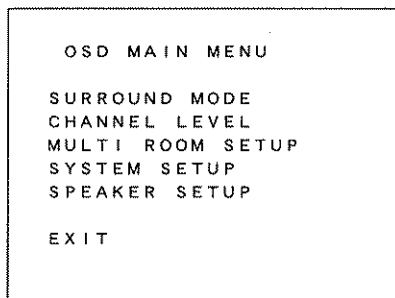 OSD MAIN MENU
SURROUND MODE
CHANNEL LEVEL
MULTI ROOM SETUP
SYSTEM SETUP
SPEAKER SETUP
EXIT